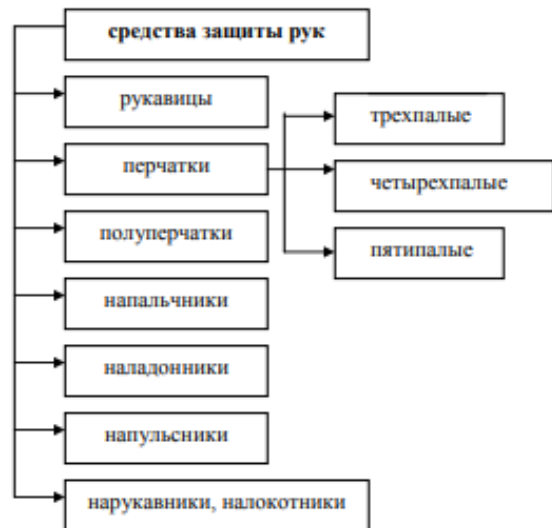 средства защиты рук
рукавицы
перчатки
трехпалые
четырехпалые
пятипалые
полуперчатки
напальчники
наладонники
напульсники
нарукавники, налокотники